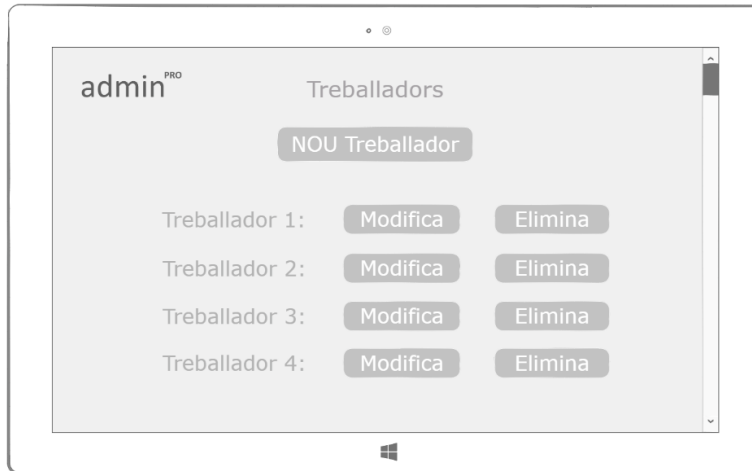 admin PRO
Treballadors
NOU Treballador
Treballador 1: Modifica Elimina
Treballador 2: Modifica Elimina
Treballador 3: Modifica Elimina
Treballador 4: Modifica Elimina